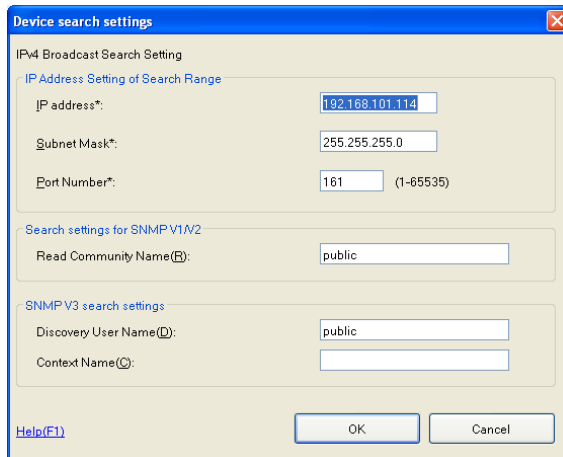 Device search settings
IPv4 Broadcast Search Setting
IP Address Setting of Search Range
IP address*: 192.168.101.114
Subnet Mask*: 255.255.255.0
Port Number*: 161 (1-65535)
Search settings for SNMP V1/V2
Read Community Name(R): public
SNMP V3 search settings
Discovery User Name(D): public
Context Name(C):
Help(F1) OK Cancel